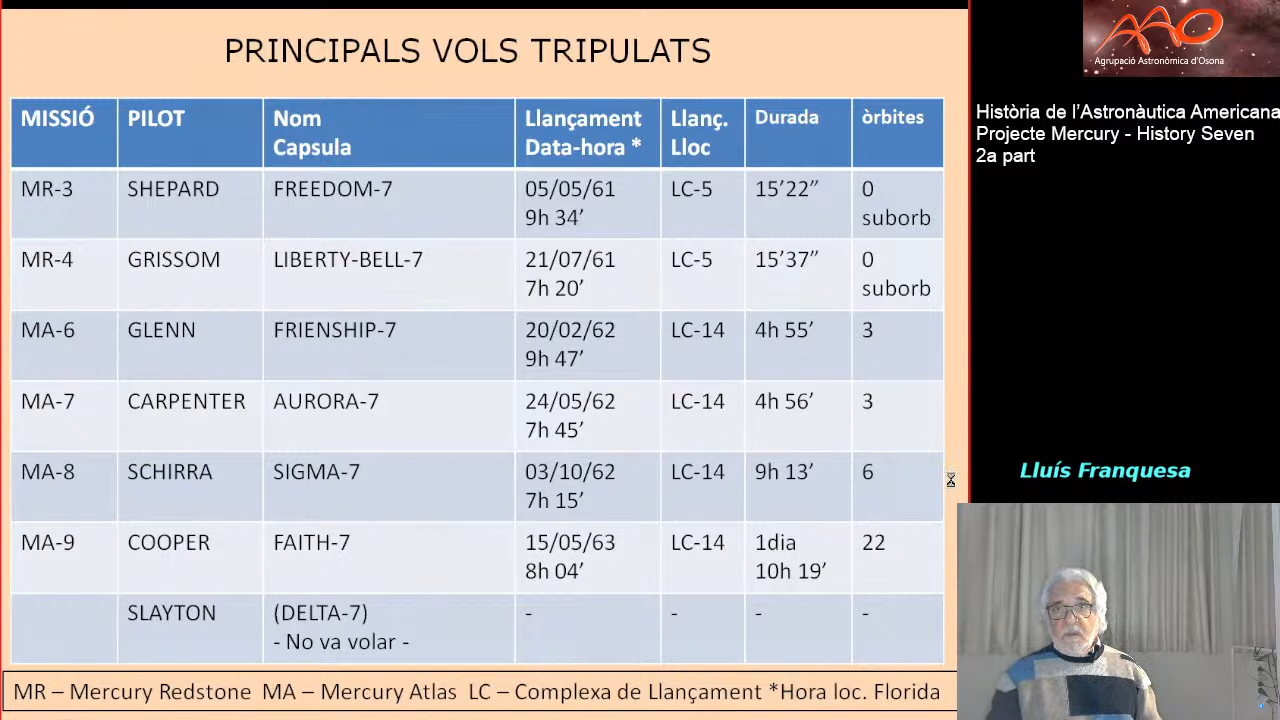 PRINCIPALS VOLS TRIPULATS
MISSIÓ PILOT Nom Capsula Llançament Data-hora * Llanç. Lloc Durada òrbites
MR-3 SHEPARD FREEDOM-7 05/05/61 9h 34’ LC-5 15’22” 0 suborb
MR-4 GRISSOM LIBERTY-BELL-7 21/07/61 7h 20’ LC-5 15’37” 0 suborb
MA-6 GLENN FRIENSHIP-7 20/02/62 9h 47’ LC-14 4h 55’ 3
MA-7 CARPENTER AURORA-7 24/05/62 7h 45’ LC-14 4h 56’ 3
MA-8 SCHIRRA SIGMA-7 03/10/62 7h 15’ LC-14 9h 13’ 6
MA-9 COOPER FAITH-7 15/05/63 8h 04’ LC-14 1dia 10h 19’ 22
SLAYTON (DELTA-7) - No va volar - - - - -
MR – Mercury Redstone MA – Mercury Atlas LC – Complexa de Llançament *Hora loc. Florida
AAO
Agrupació Astronòmica d’Osona
Història de l’Astronàutica Americana
Projecte Mercury - History Seven
2a part
Lluís Franquesa